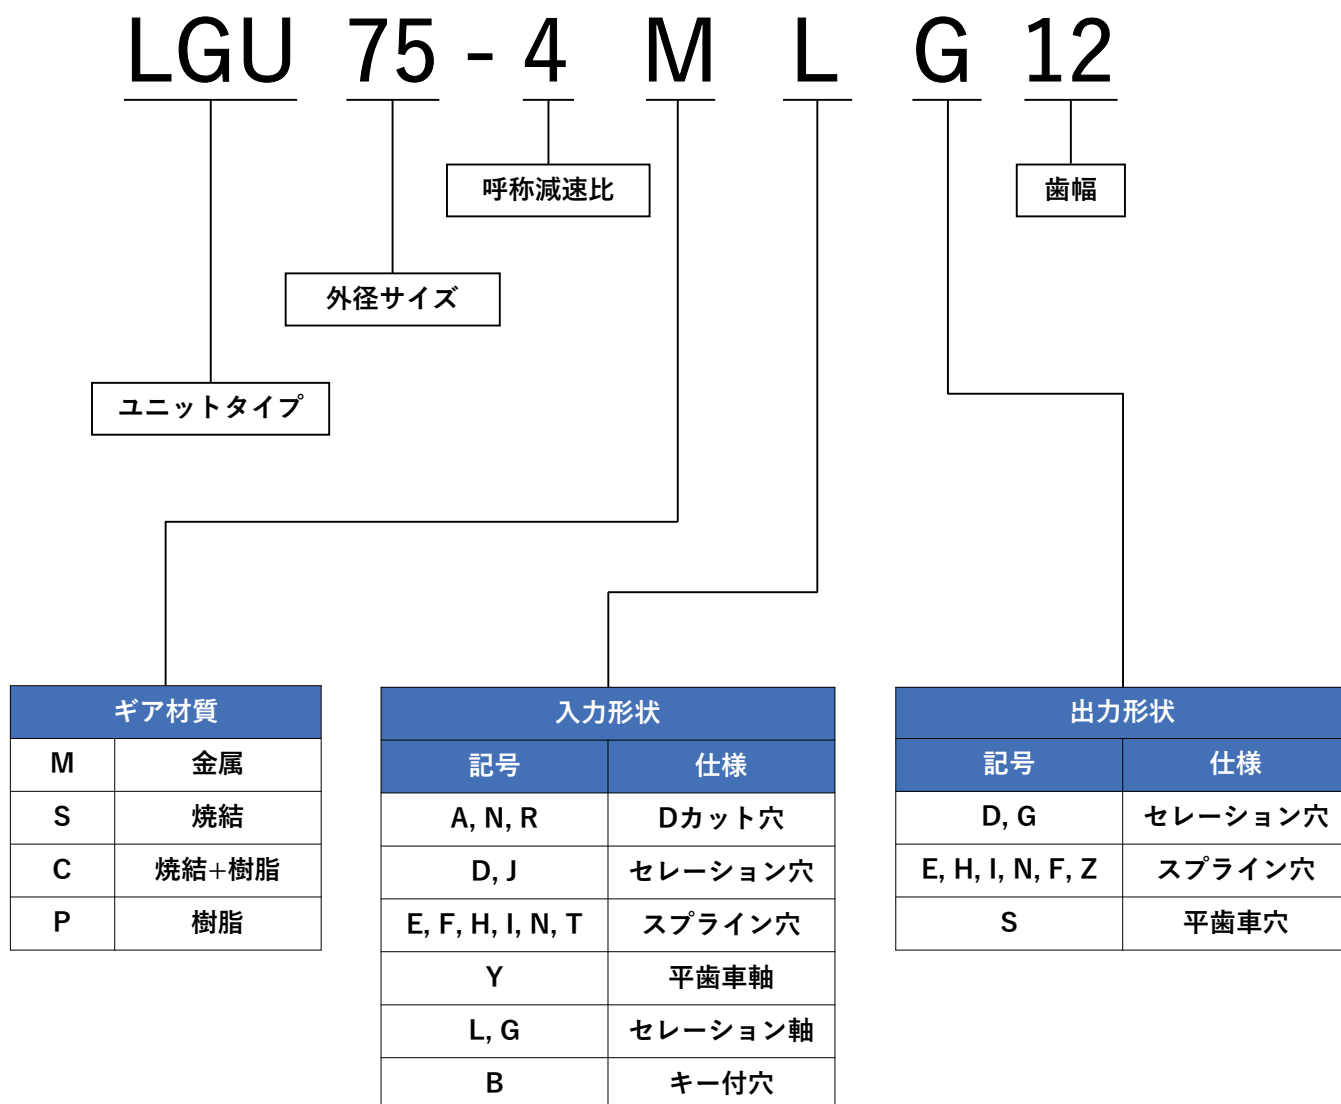 LGU 75 - 4 M L G 12
呼称減速比
歯幅
外径サイズ
ユニットタイプ
ギア材質
M 金属
S 焼結
C 焼結+樹脂
P 樹脂
入力形状
記号 仕様
A, N, R Dカット穴
D, J セレーション穴
E, F, H, I, N, T スプライン穴
Y 平歯車軸
L, G セレーション軸
B キー付穴
出力形状
記号 仕様
D, G セレーション穴
E, H, I, N, F, Z スプライン穴
S 平歯車穴